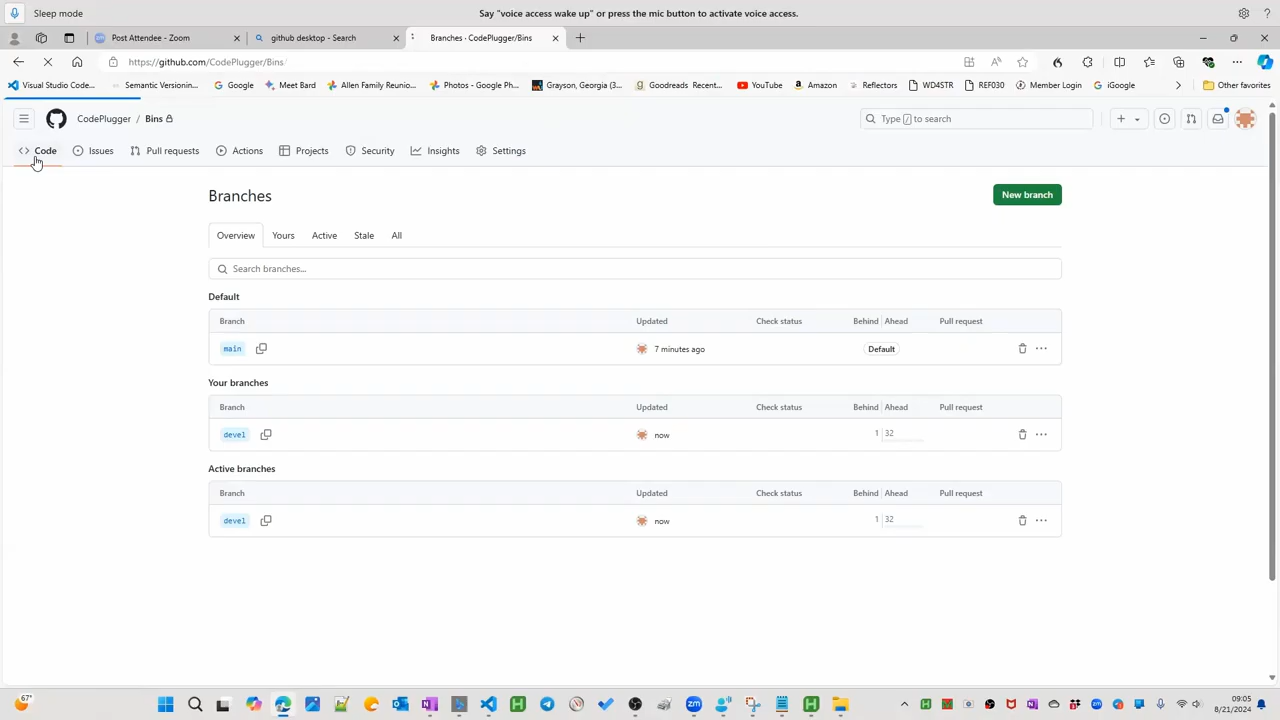 Sleep mode
Say "voice access wake up" or press the mic button to activate voice access.
Post Attendee - Zoom
github desktop - Search
Branches · CodePlugger/Bins
https://github.com/CodePlugger/Bins
Visual Studio Code...
Semantic Versionin...
Google
Meet Bard
Allen Family Reunio...
Photos - Google Ph...
Grayson, Georgia (3...
Goodreads Recent...
YouTube
Amazon
Reflectors
WD4STR
REF030
Member Login
iGoogle
Other favorites
CodePlugger / Bins
Type / to search
Code
Issues
Pull requests
Actions
Projects
Security
Insights
Settings
Branches
New branch
Overview
Yours
Active
Stale
All
Search branches...
Default
Branch Updated Check status Behind Ahead Pull request
main 7 minutes ago Default
Your branches
Branch Updated Check status Behind Ahead Pull request
devel now 1 32
Active branches
Branch Updated Check status Behind Ahead Pull request
devel now 1 32
67°
09:05
8/21/2024